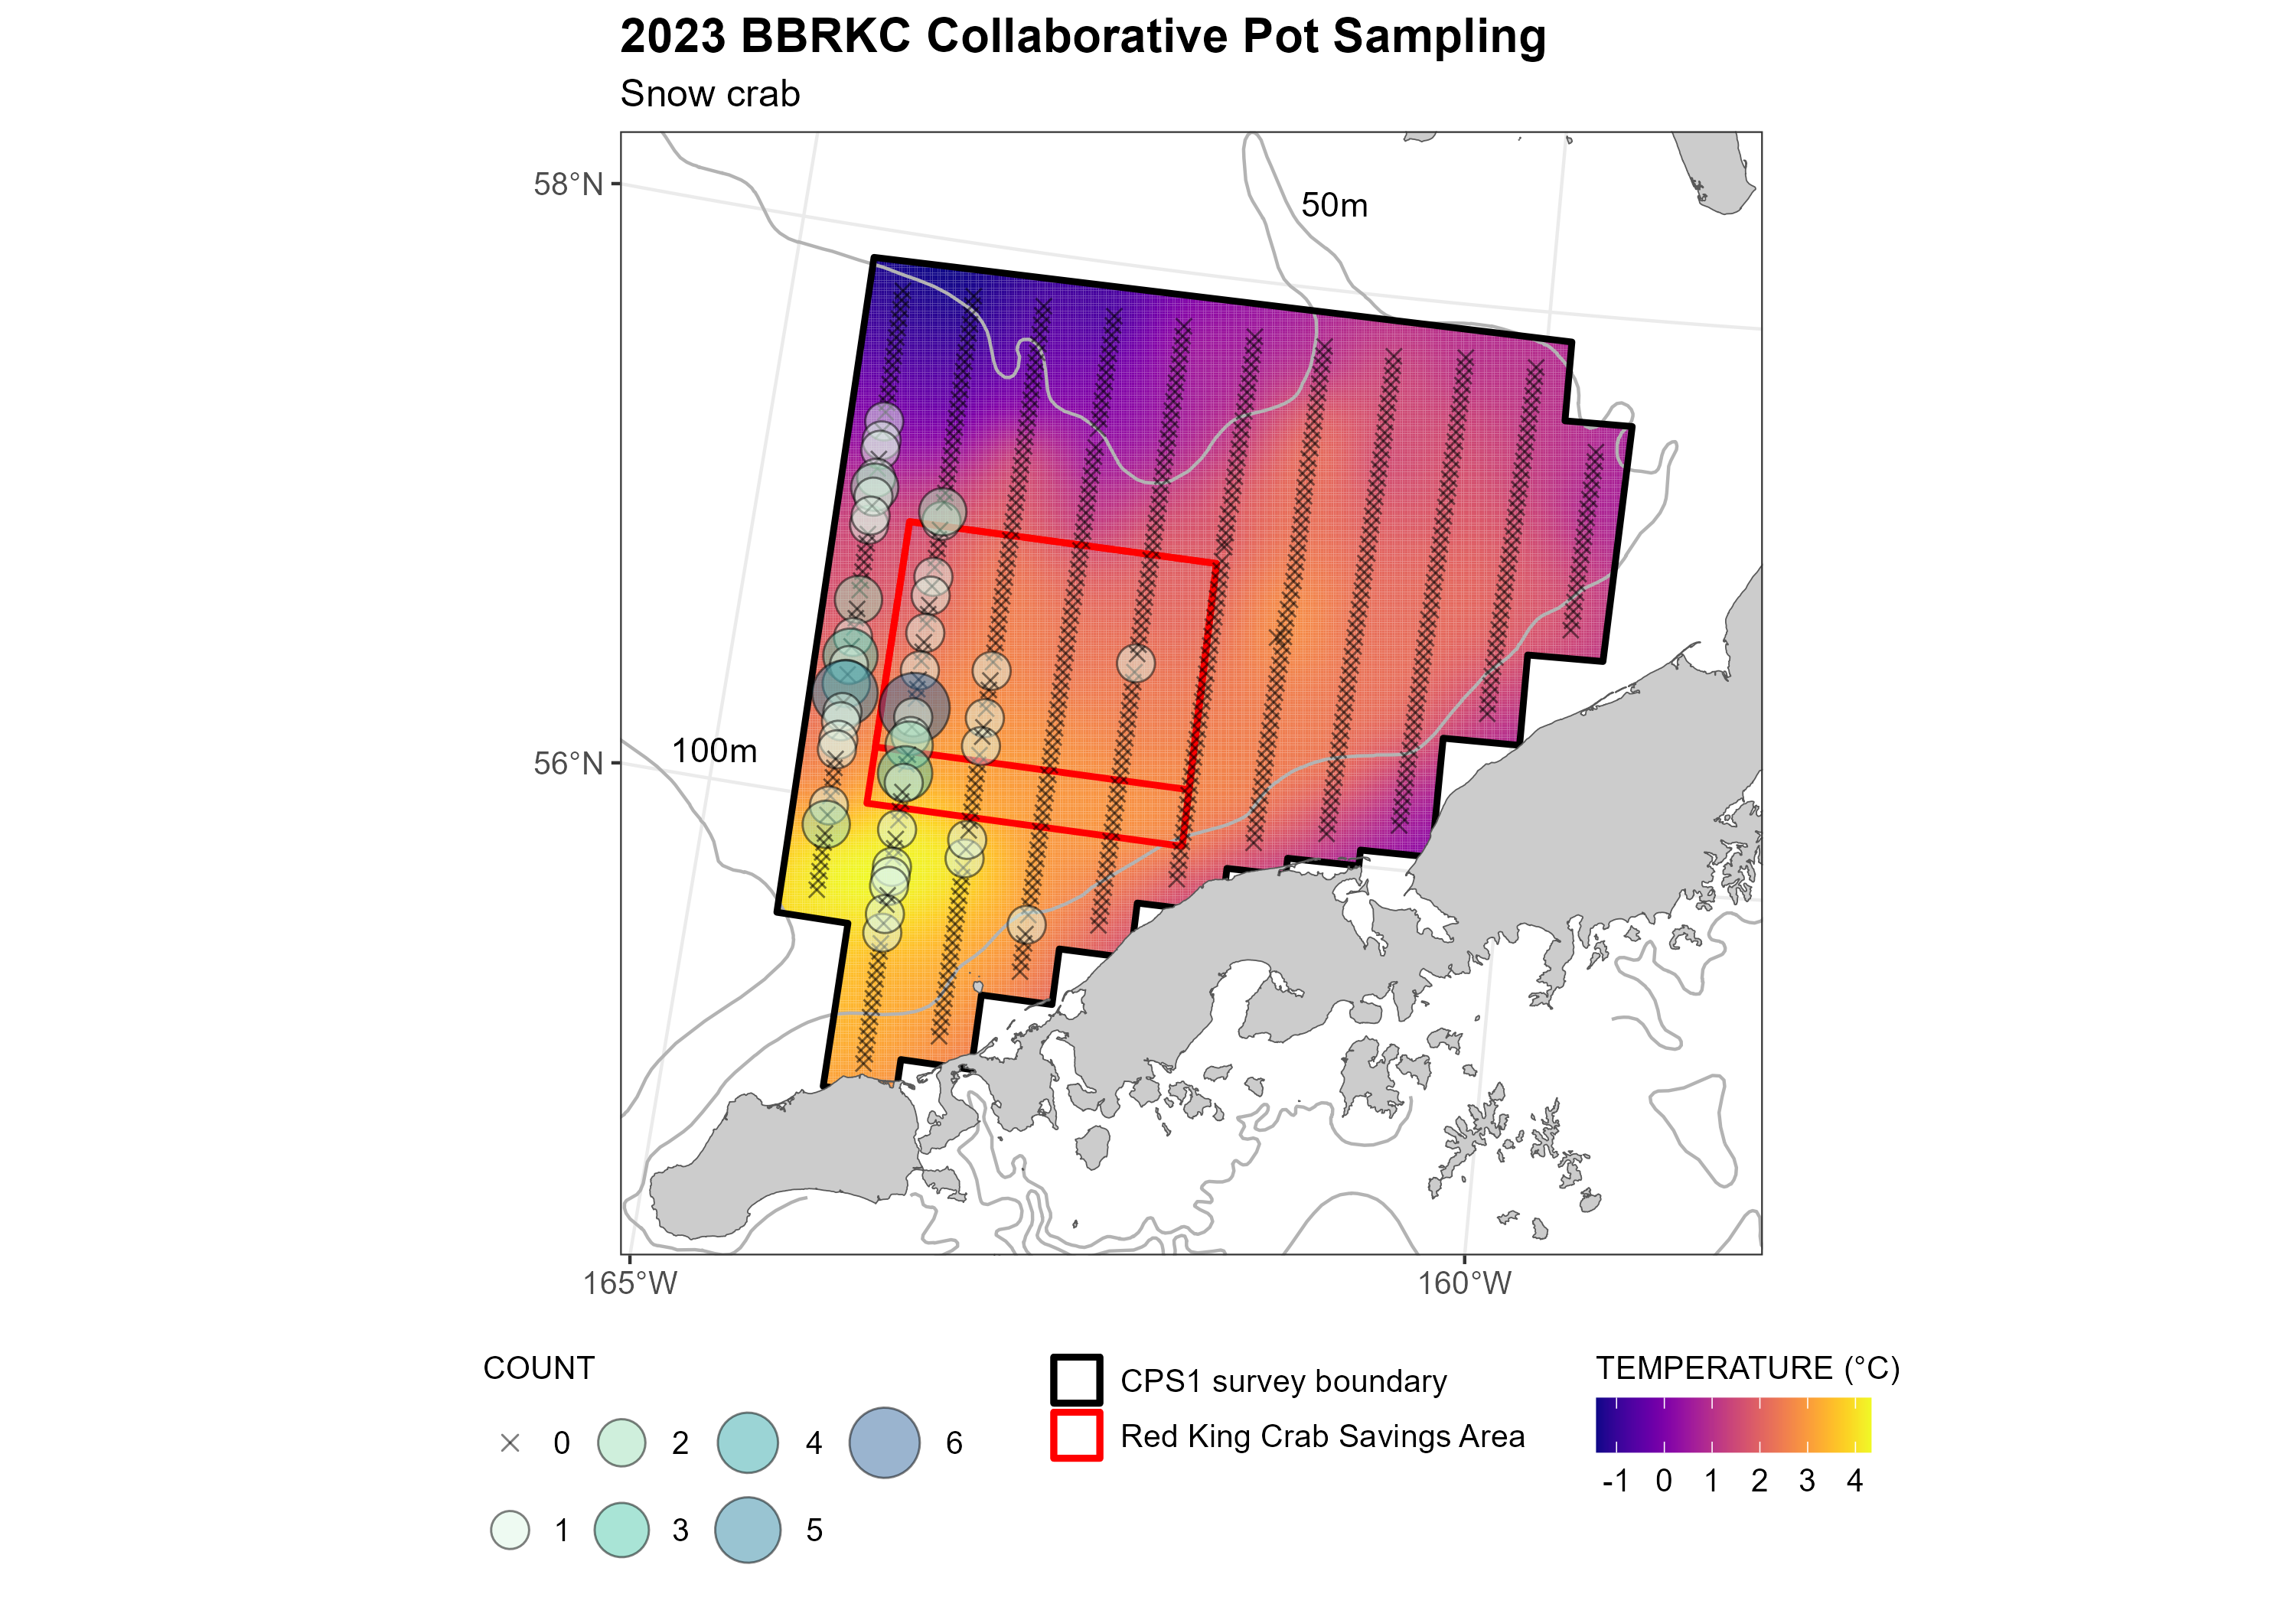 2023 BBRKC Collaborative Pot Sampling
Snow crab
58°N
50m
56°N
100m
165°W
160°W
COUNT
0
2
4
6
1
3
5
CPS1 survey boundary
Red King Crab Savings Area
TEMPERATURE (°C)
-1 0 1 2 3 4